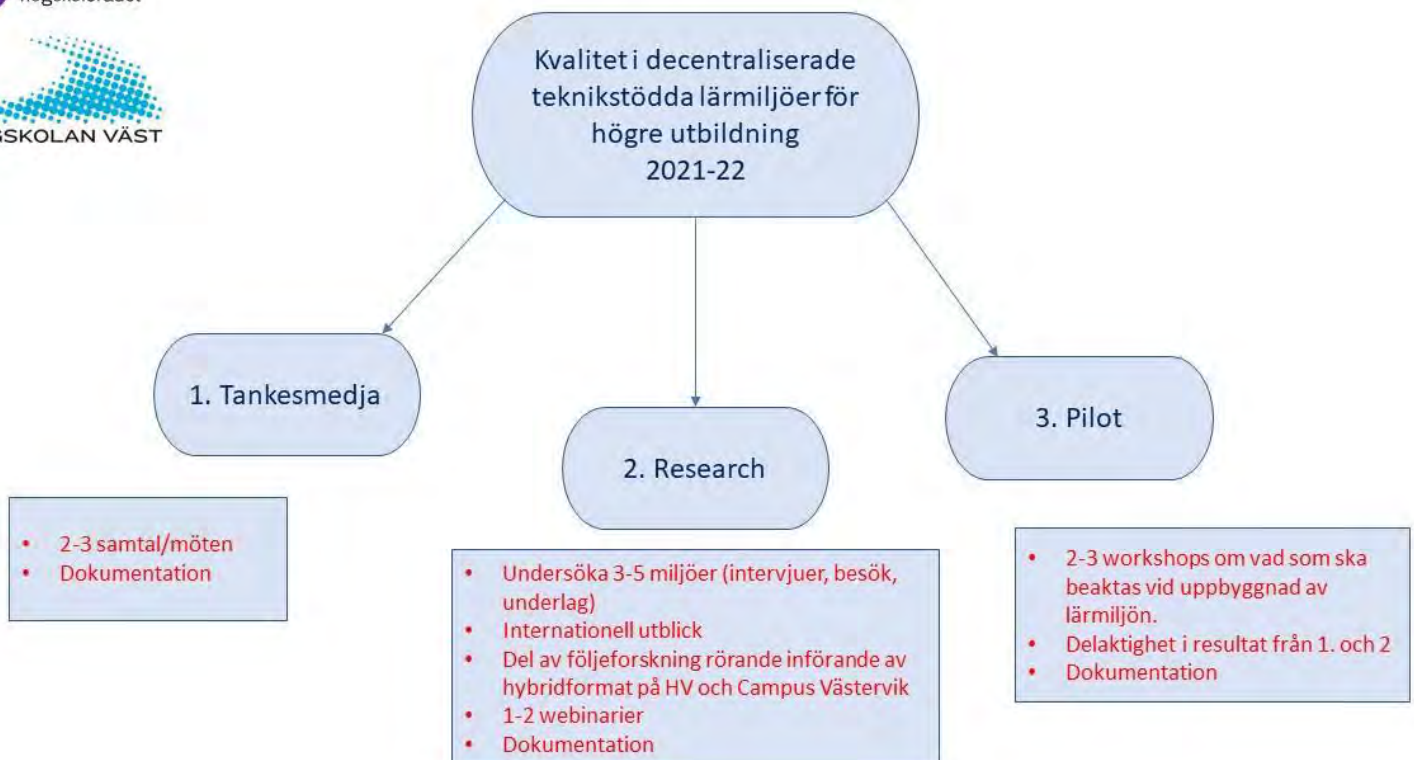 GSKOLAN VÄST
Kvalitet i decentraliserade
teknikstödda lärmiljöer för
högre utbildning
2021-22
1. Tankesmedja
2. Research
3. Pilot
• 2-3 samtal/möten
• Dokumentation
• Undersöka 3-5 miljöer (intervjuer, besök,
underlag)
• Internationell utblick
• Del av följeforskning rörande införande av
hybridformat på HV och Campus Västervik
• 1-2 webinarier
• Dokumentation
• 2-3 workshops om vad som ska
beaktas vid uppbyggnad av
lärmiljön.
• Delaktighet i resultat från 1. och 2
• Dokumentation